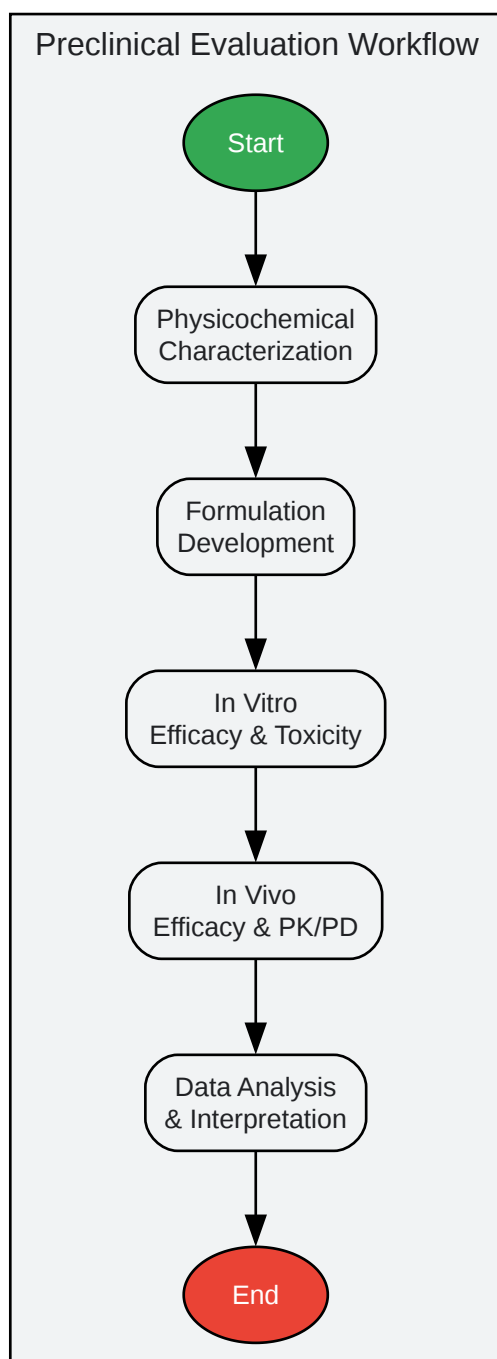 Preclinical Evaluation Workflow
Start
Physicochemical
Characterization
Formulation
Development
In Vitro
Efficacy & Toxicity
In Vivo
Efficacy & PK/PD
Data Analysis
& Interpretation
End